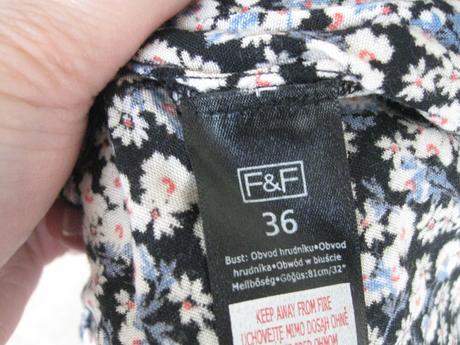 F&F
36
Bust: Obvod hrudníku•Obvod
hrudníka•Obwód w biuście
Mellbőség•Göğüs:81cm/32"
KEEP AWAY FROM FIRE
UCHOVEJTE MIMO DOSAH OHNĚ
OHNOM